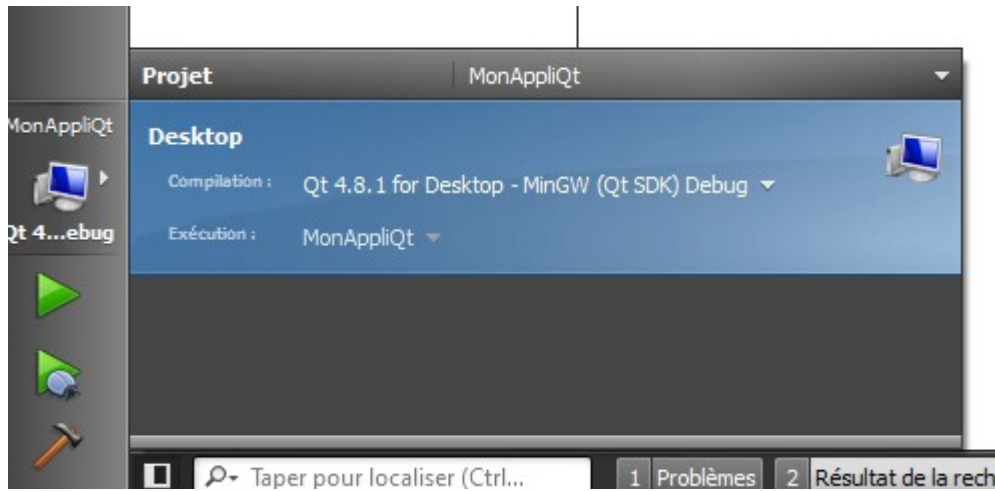 Projet MonAppliQt
MonAppliQt
Desktop
Compilation : Qt 4.8.1 for Desktop - MinGW (Qt SDK) Debug
Qt 4...ebug
Exécution : MonAppliQt
Taper pour localiser (Ctrl... 1 Problèmes 2 Résultat de la rech